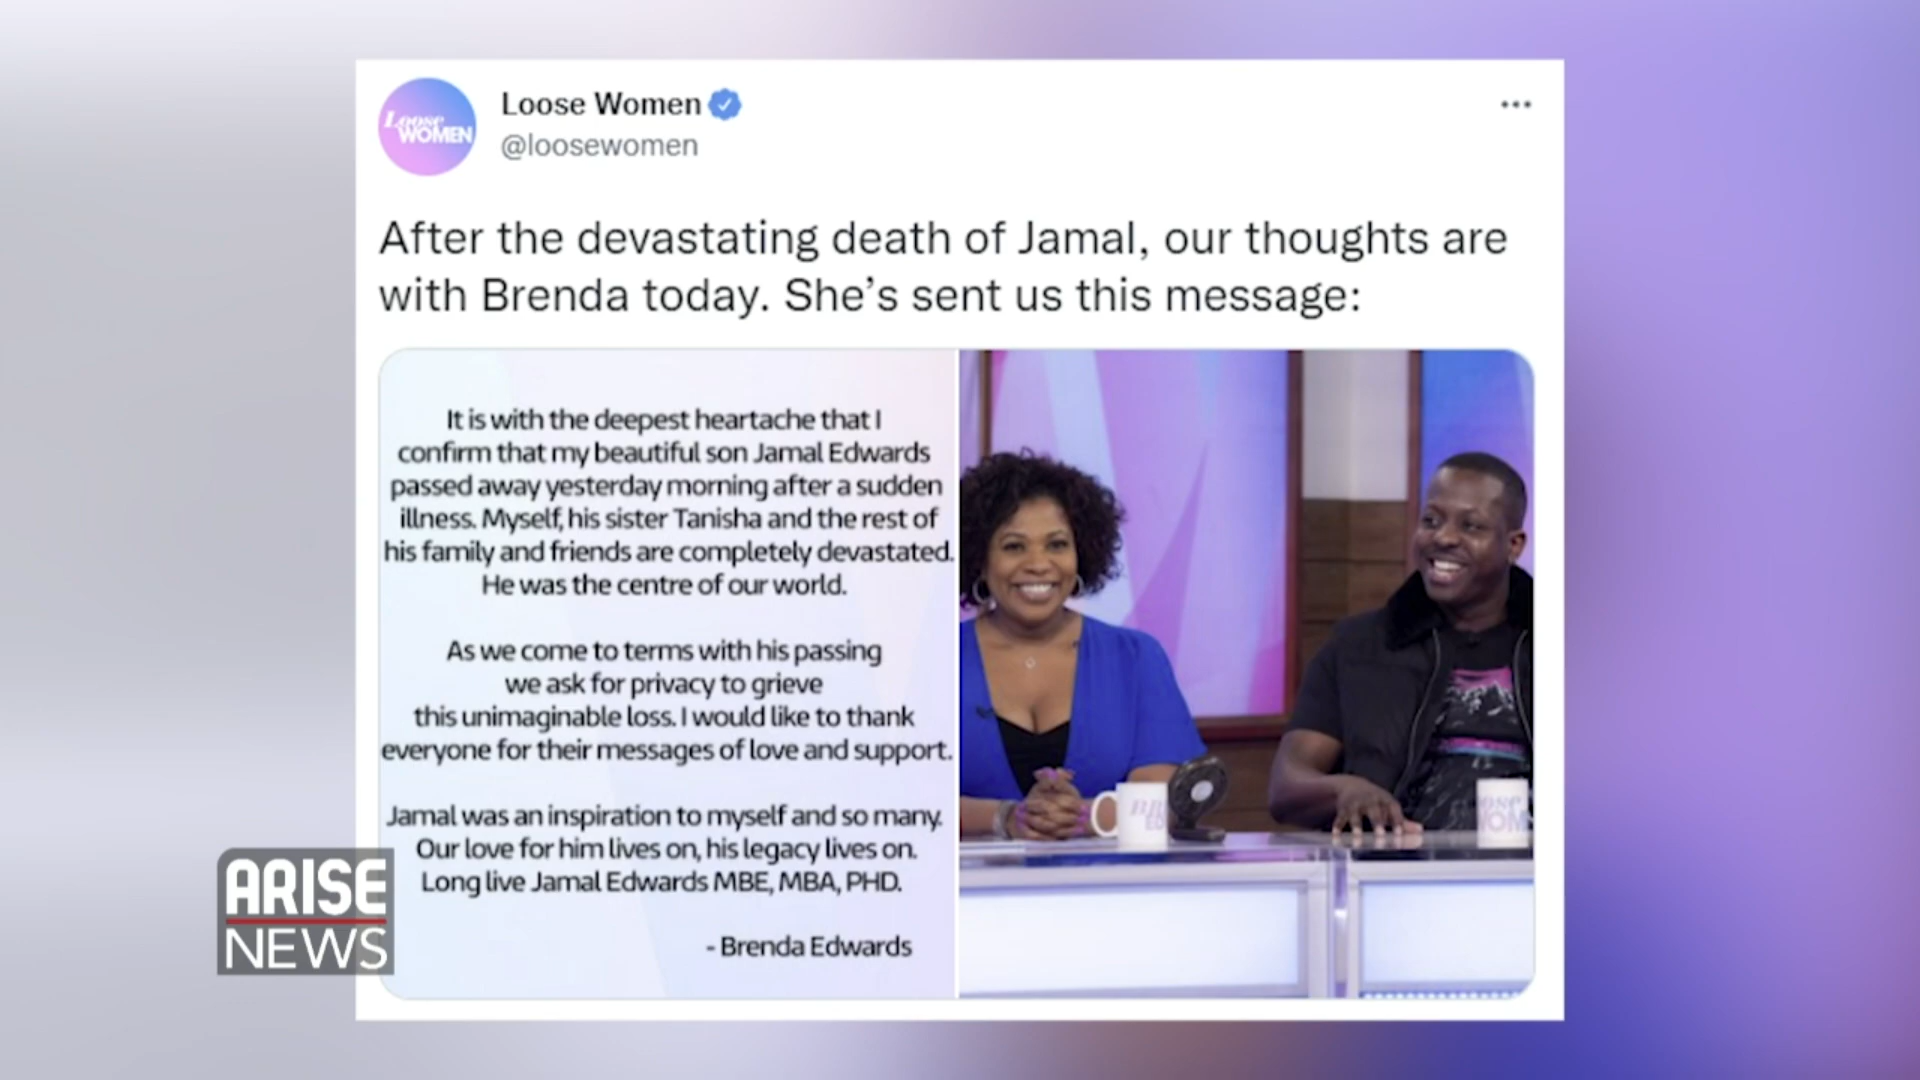 Loose
WOMEN
Loose Women
@loosewomen
After the devastating death of Jamal, our thoughts are
with Brenda today. She’s sent us this message:
It is with the deepest heartache that I
confirm that my beautiful son Jamal Edwards
passed away yesterday morning after a sudden
illness. Myself, his sister Tanisha and the rest of
his family and friends are completely devastated.
He was the centre of our world.
As we come to terms with his passing
we ask for privacy to grieve
this unimaginable loss. I would like to thank
everyone for their messages of love and support.
Jamal was an inspiration to myself and so many.
Our love for him lives on, his legacy lives on.
Long live Jamal Edwards MBE, MBA, PHD.
- Brenda Edwards
ARISE
NEWS